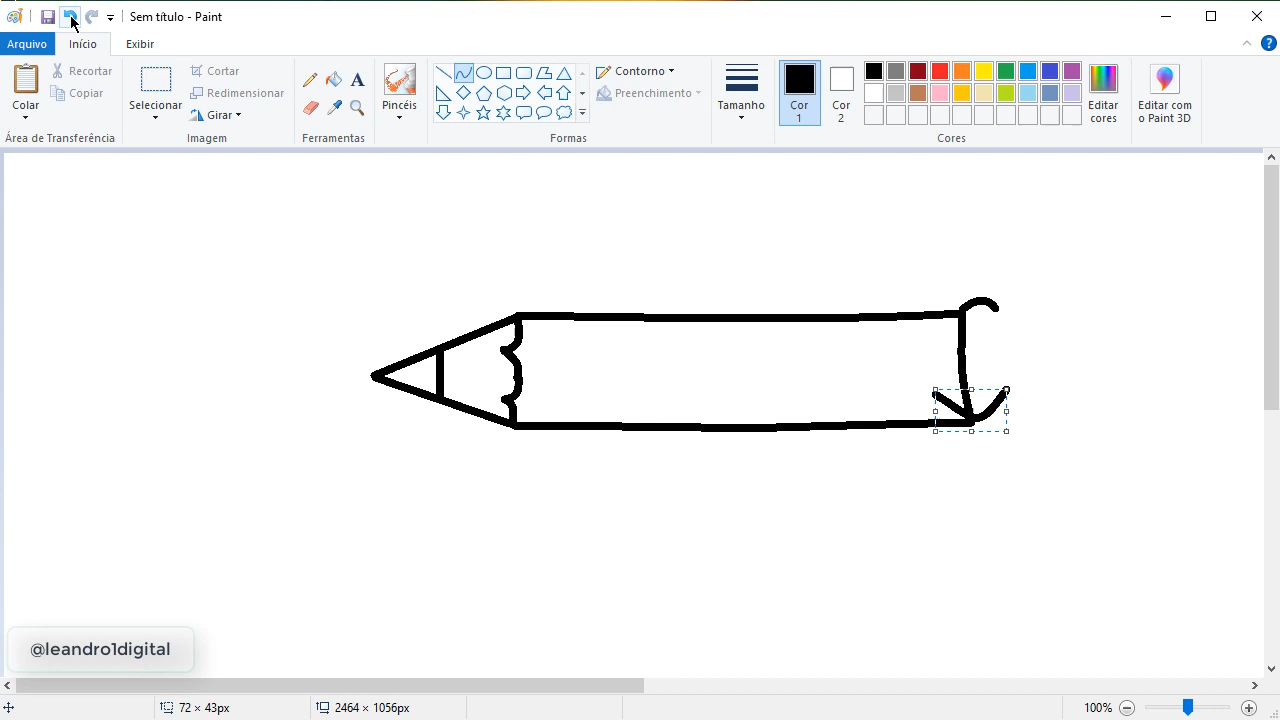 Sem título - Paint
Arquivo Início Exibir
Colar
Recortar
Copiar
Área de Transferência
Selecionar
Cortar
Redimensionar
Girar
Imagem
Ferramentas
Pincéis
Contorno
Preenchimento
Formas
Tamanho
Cor 1
Cor 2
Editar cores
Cores
Editar com o Paint 3D
@leandro1digital
72 × 43px 2464 × 1056px 100%